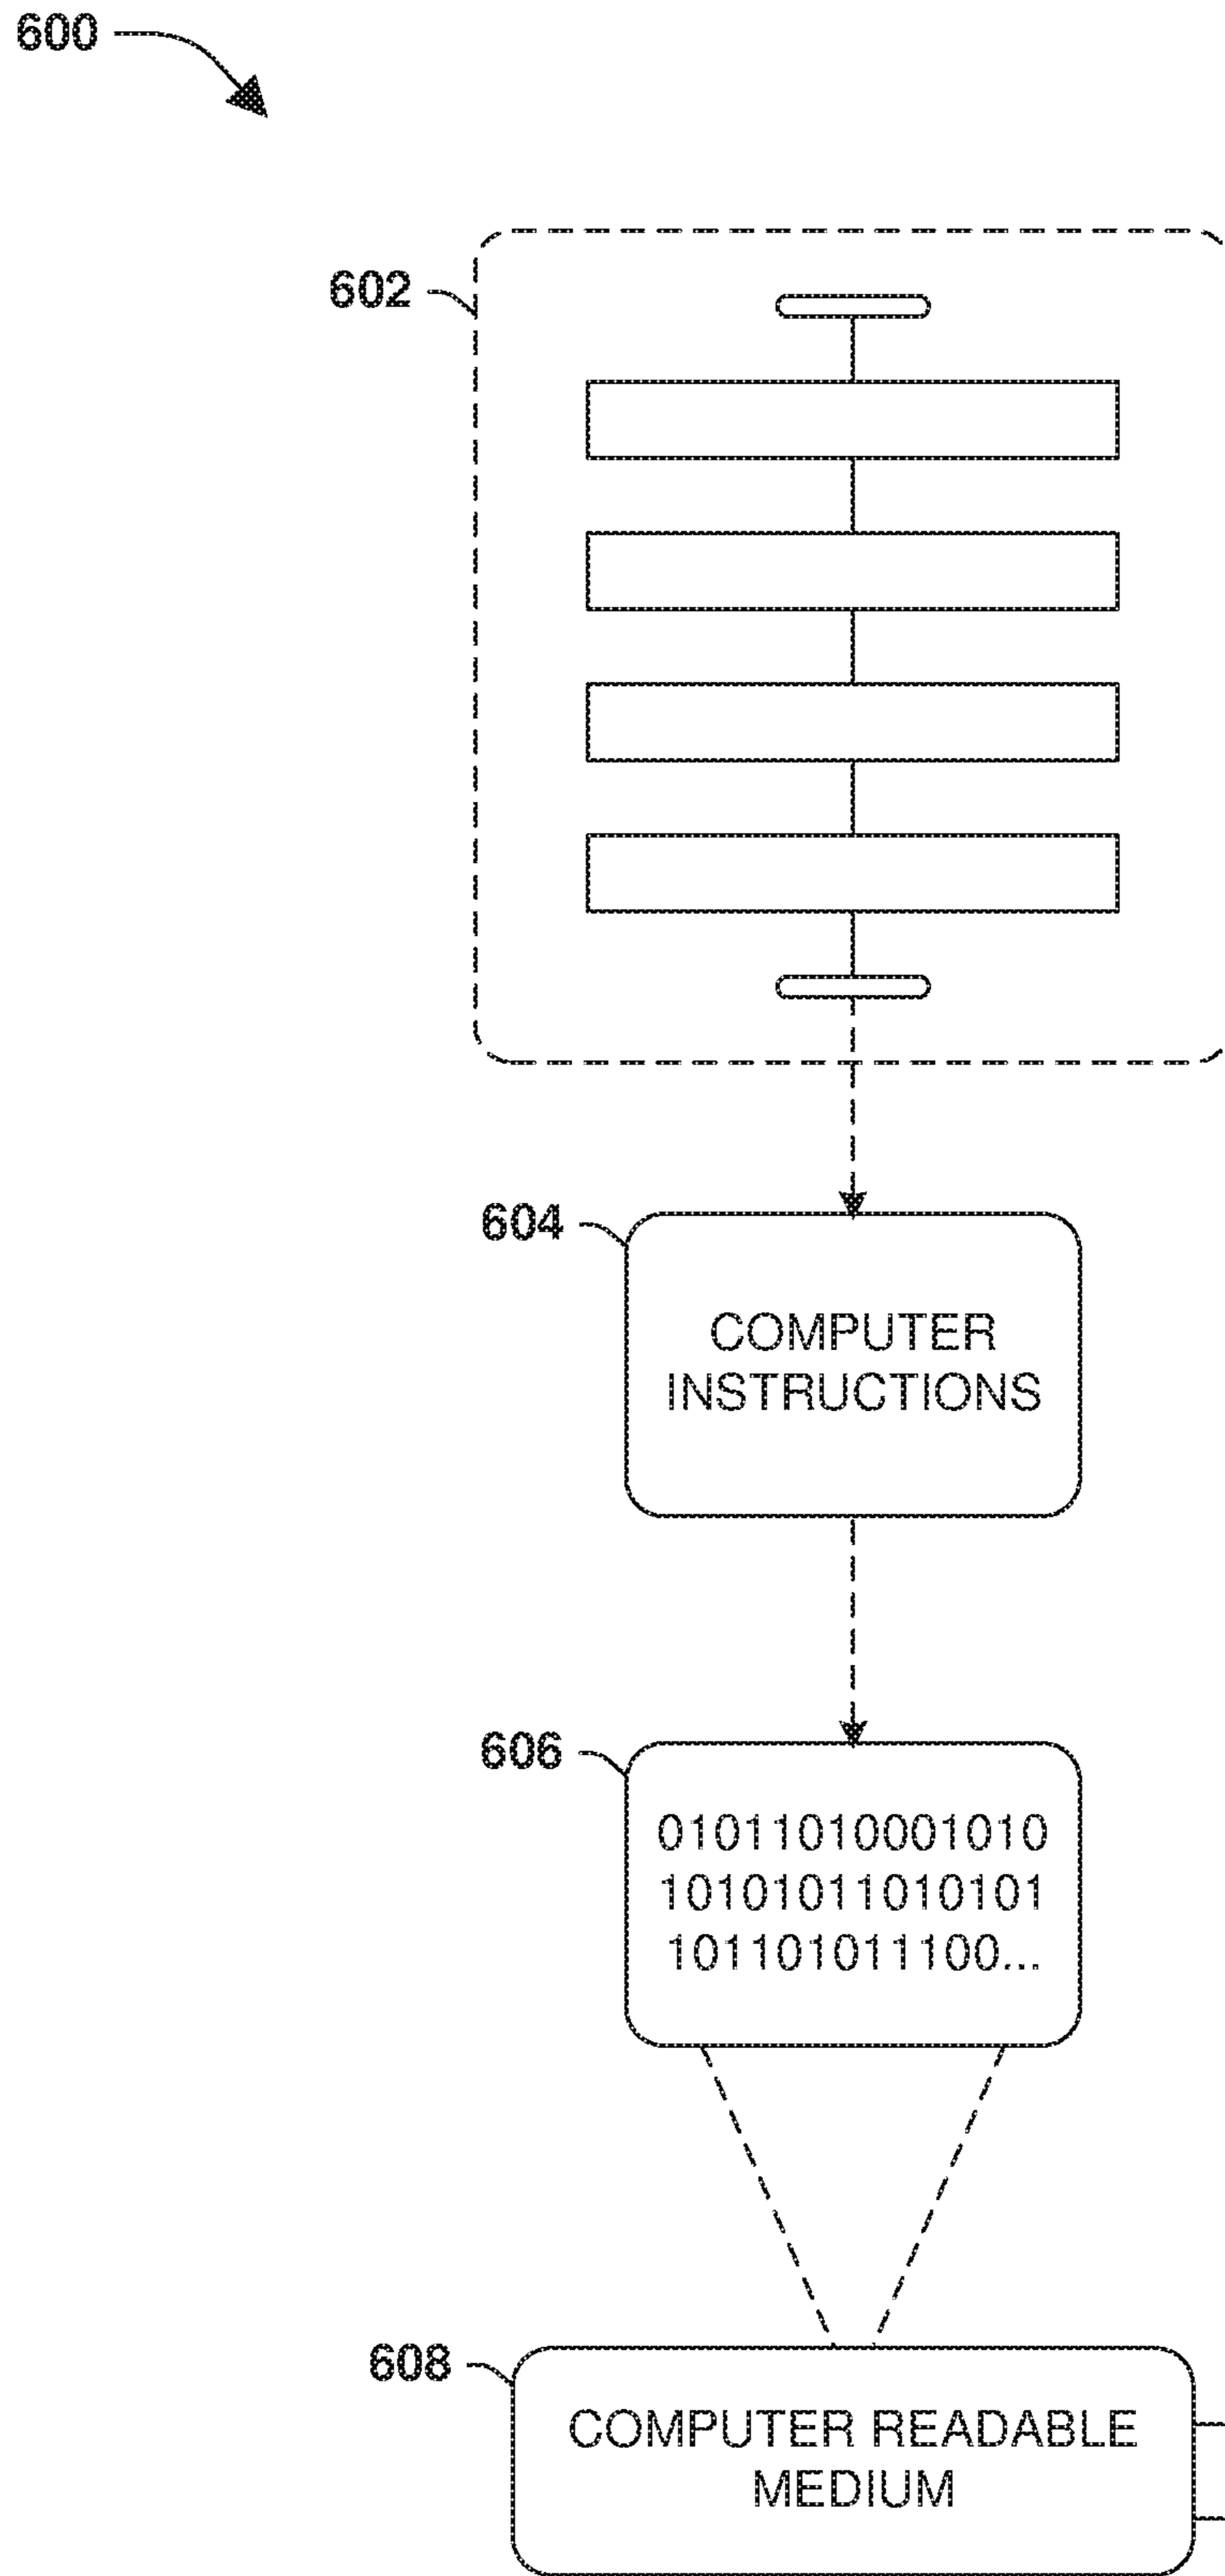 600
602
604
COMPUTER
INSTRUCTIONS
606
01011010001010
10101011010101
101101011100...
608
COMPUTER READABLE
MEDIUM